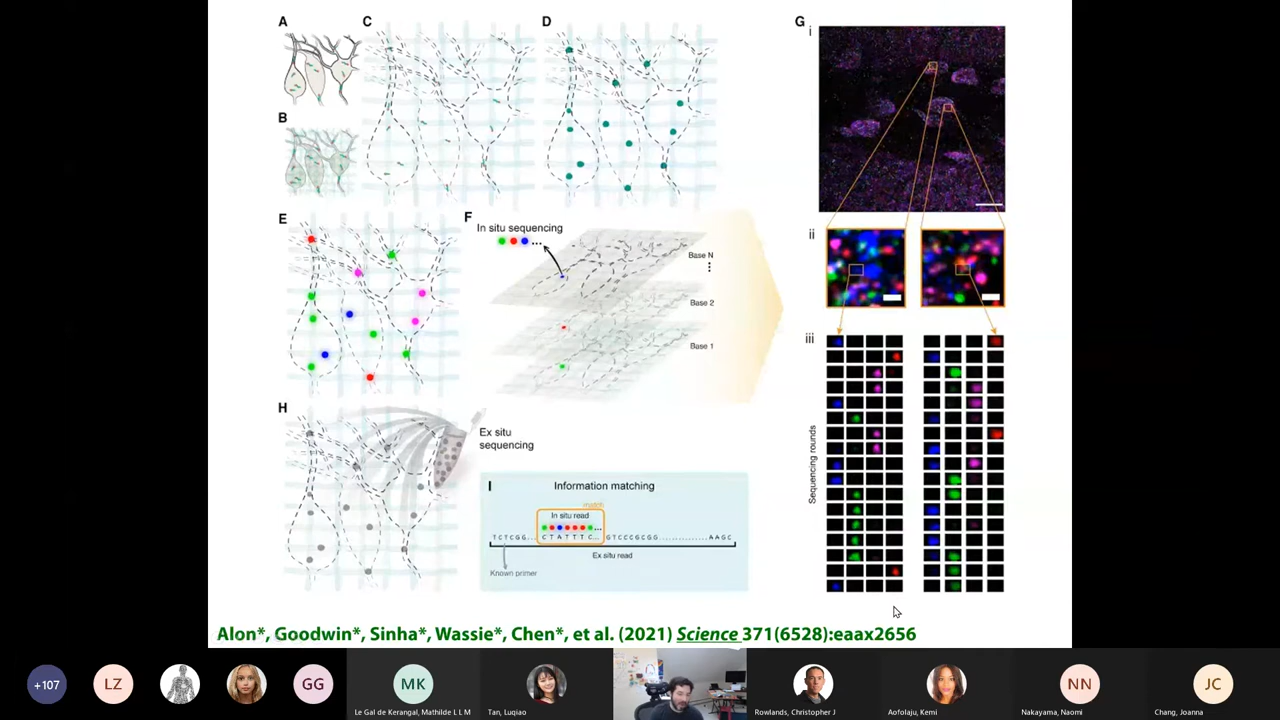 A
B
C
D
G
i
ii
iii
E
F
In situ sequencing
...
Base N
Base 2
Base 1
H
Ex situ
sequencing
I
Information matching
match
In situ read
TCTCGG... CTATTTC... GTCCGCGG..............AAGC
Ex situ read
Known primer
Sequencing rounds
Alon*, Goodwin*, Sinha*, Wassie*, Chen*, et al. (2021) Science 371(6528):eaax2656
+107
LZ
GG
MK
Le Gal de Kerangal, Mathilde L L M
Tan, Luqiao
Rowlands, Christopher J
Aofolaju, Kemi
NN
Nakayama, Naomi
JC
Chang, Joanna